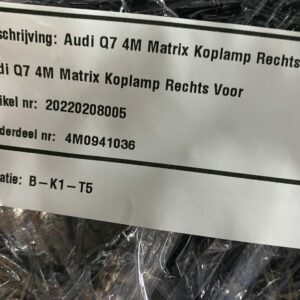 schrijving: Audi Q7 4M Matrix Koplamp Rechts
di Q7 4M Matrix Koplamp Rechts Voor
tikel nr: 20220208005
derdeel nr: 4M0941036
atie: B-K1-T5